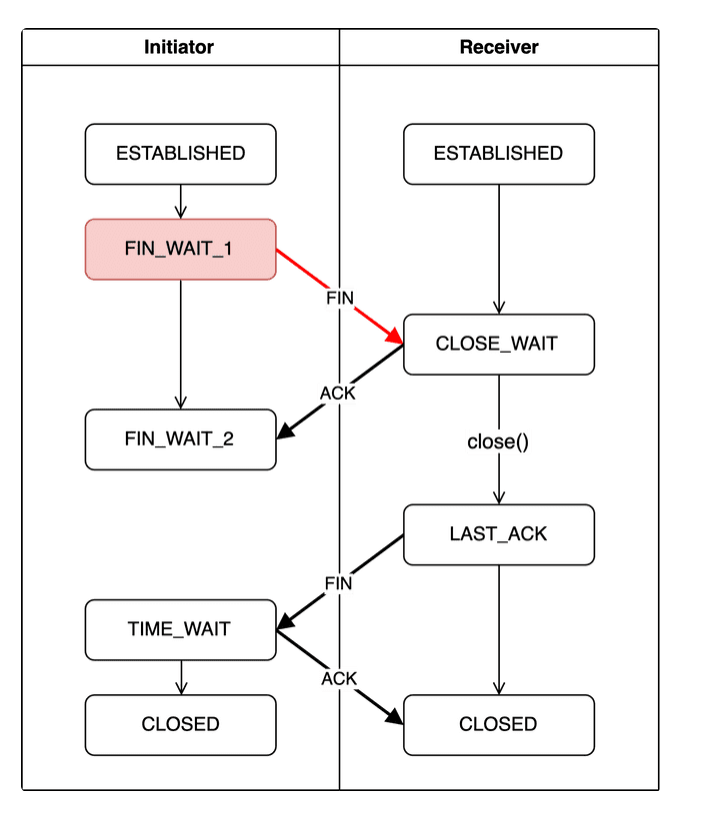 Initiator
Receiver
ESTABLISHED
ESTABLISHED
FIN_WAIT_1
FIN
CLOSE_WAIT
ACK
FIN_WAIT_2
close()
LAST_ACK
FIN
TIME_WAIT
ACK
CLOSED
CLOSED